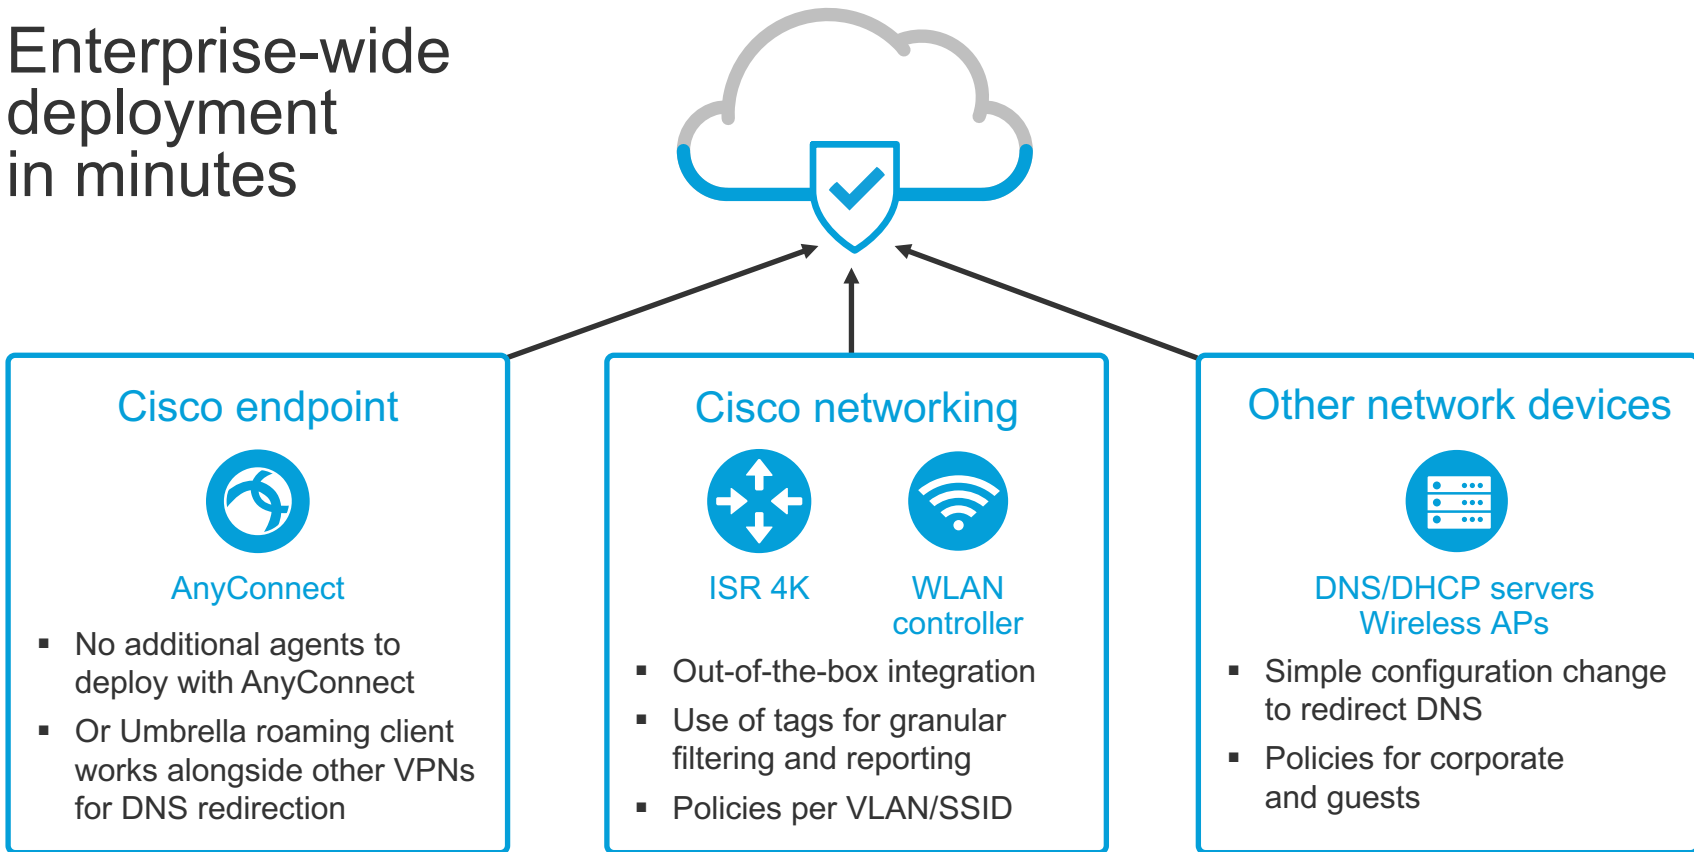 Enterprise-wide
deployment
in minutes
Cisco endpoint
AnyConnect
▪ No additional agents to
deploy with AnyConnect
▪ Or Umbrella roaming client
works alongside other VPNs
for DNS redirection
Cisco networking
ISR 4K
WLAN
controller
▪ Out-of-the-box integration
▪ Use of tags for granular
filtering and reporting
▪ Policies per VLAN/SSID
Other network devices
DNS/DHCP servers
Wireless APs
▪ Simple configuration change
to redirect DNS
▪ Policies for corporate
and guests